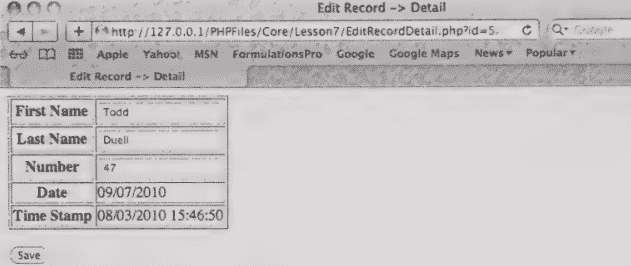 Edit Record -> Detail
http://127.0.0.1/PHPFiles/Core/Lesson7/EditRecordDetail.php?id=5.
Apple Yahoo! MSN FormulationsPro Google Google Maps News Popular
Edit Record -> Detail
First Name Todd
Last Name Duell
Number 47
Date 09/07/2010
Time Stamp 08/03/2010 15:46:50
Save